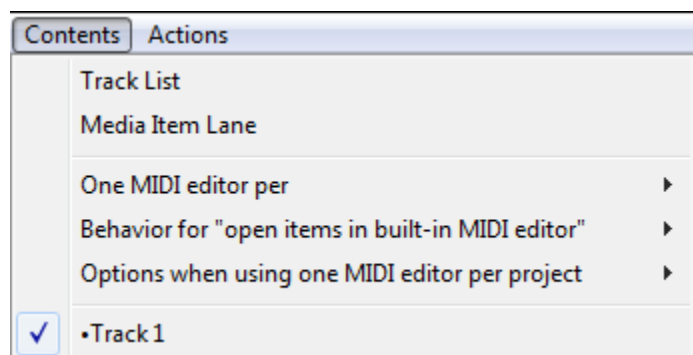 Contents Actions
Track List
Media Item Lane
One MIDI editor per
Behavior for "open items in built-in MIDI editor"
Options when using one MIDI editor per project
•Track 1